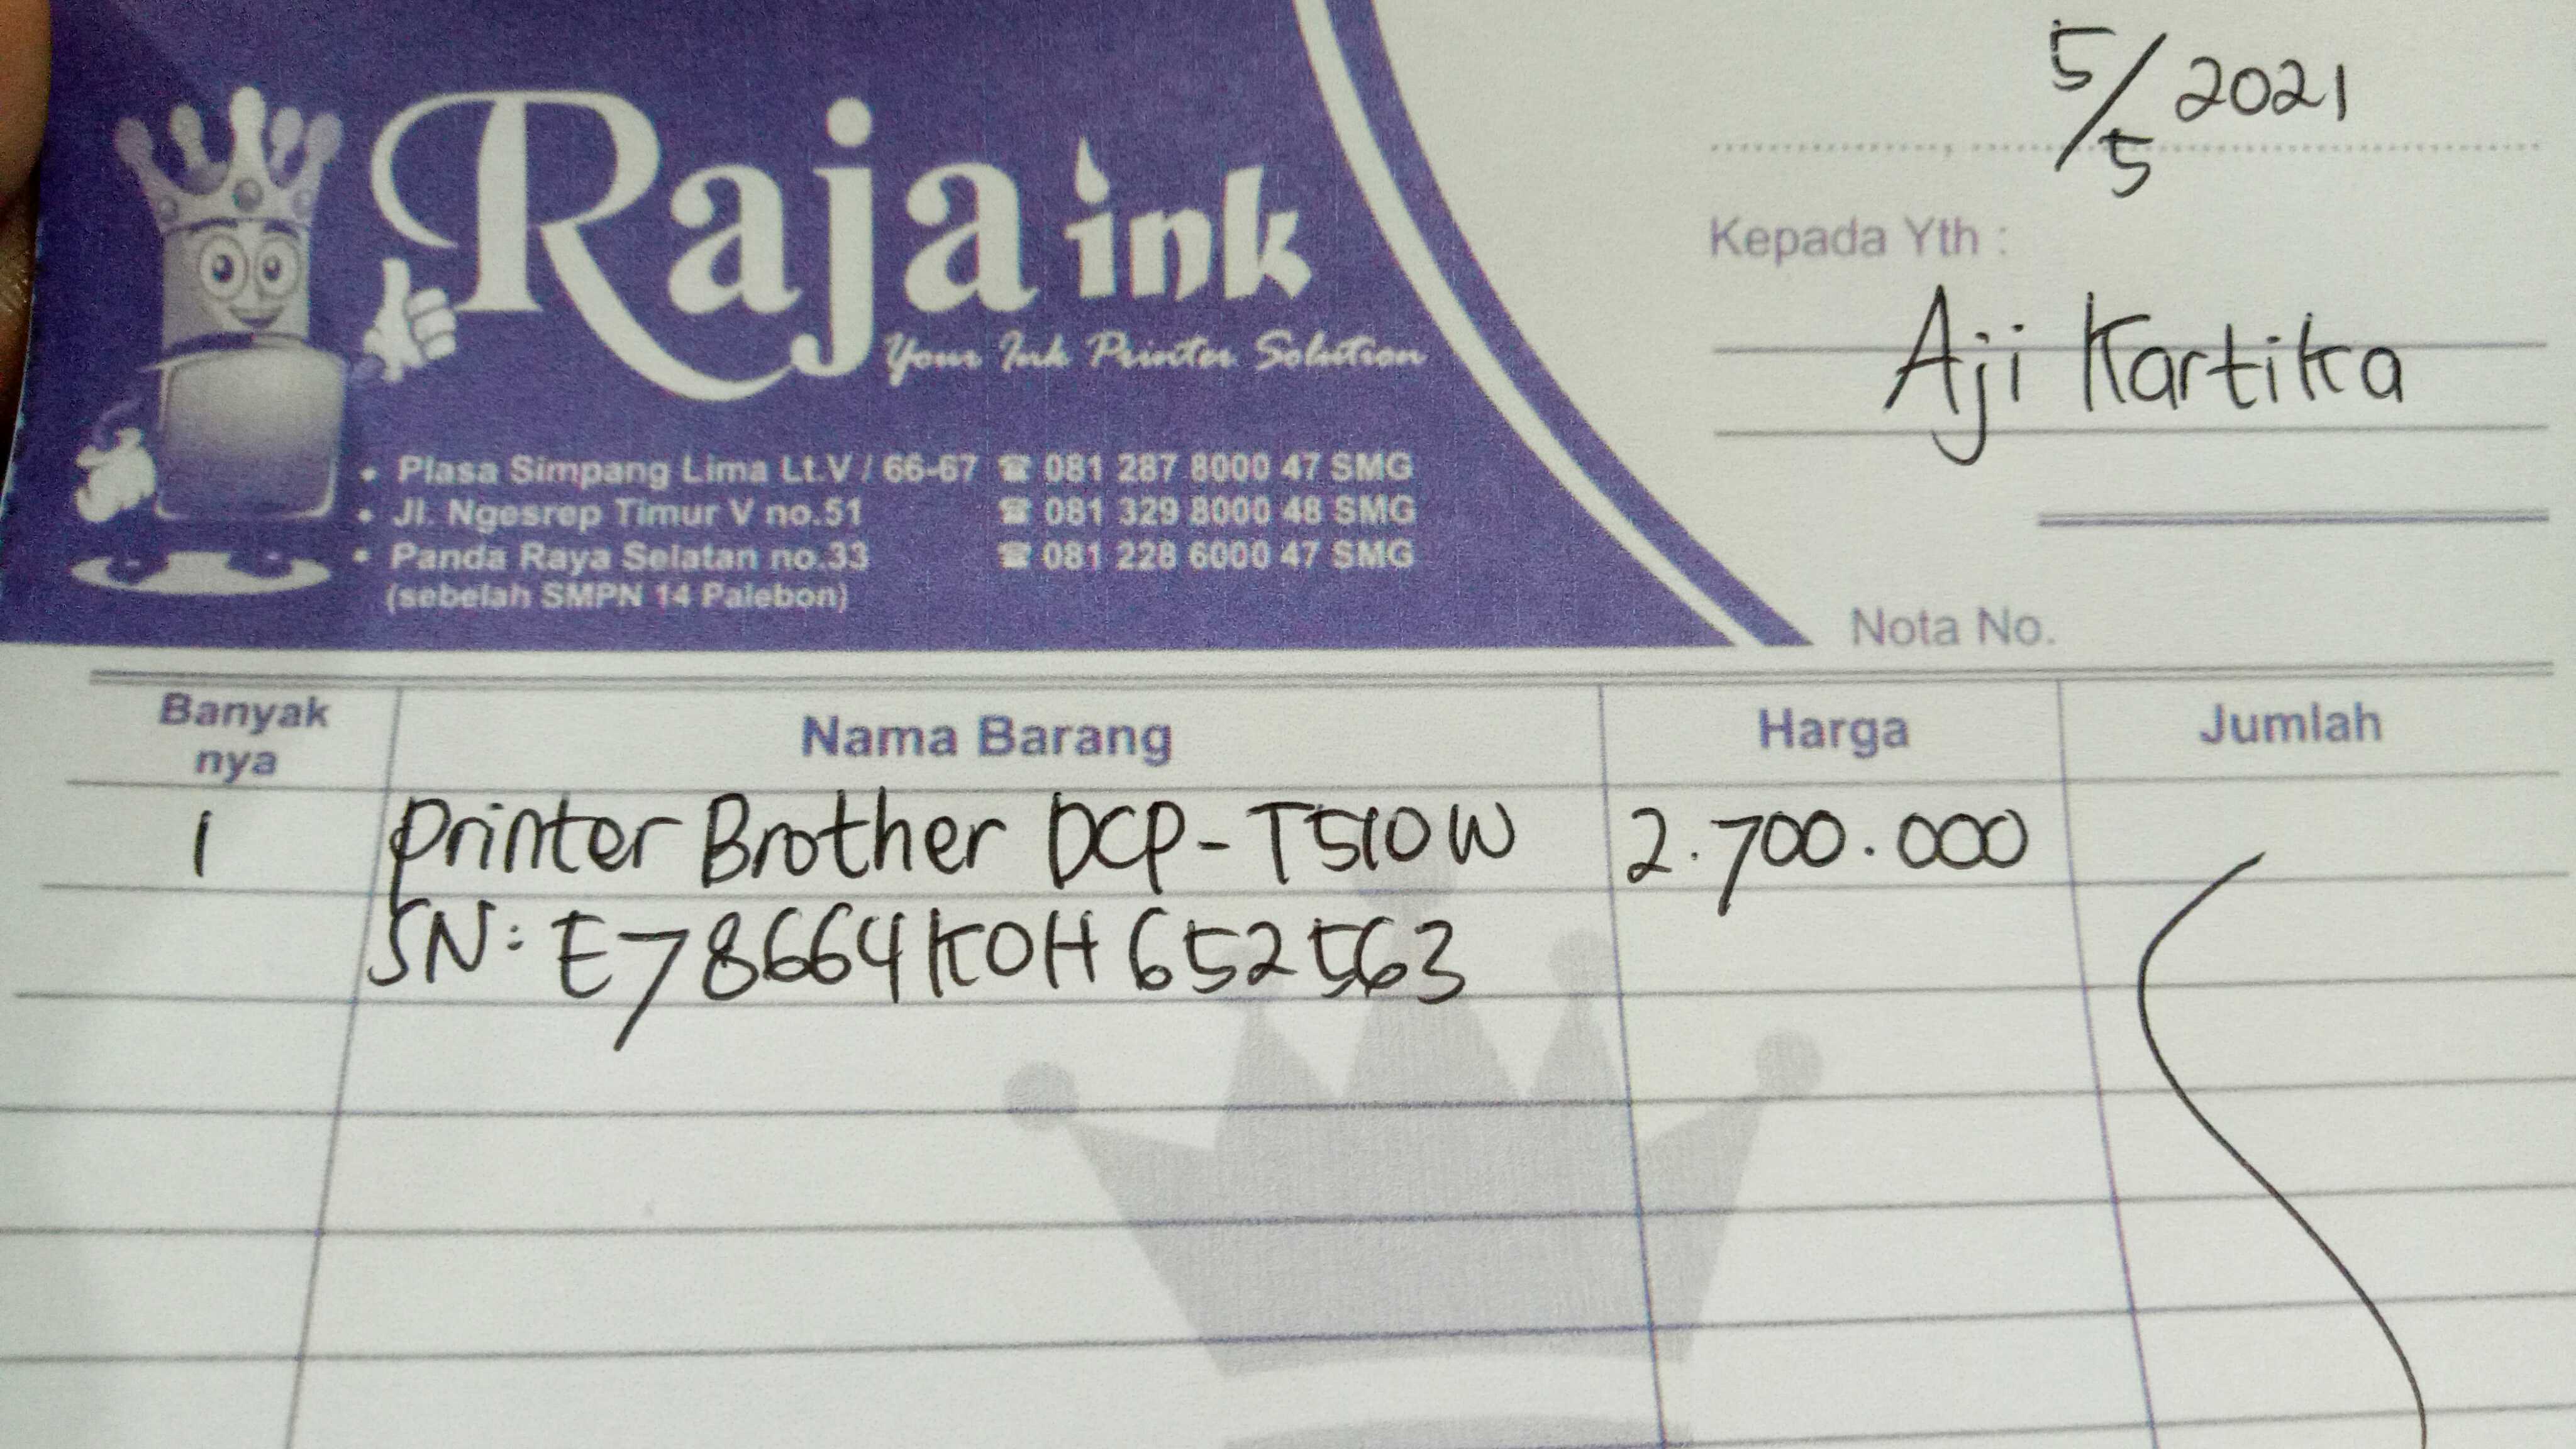 Raja ink
Your Ink Printer Solution
• Plasa Simpang Lima Lt.V / 66-67 ☎ 081 287 8000 47 SMG
• Jl. Ngesrep Timur V no.51 ☎ 081 329 8000 48 SMG
• Panda Raya Selatan no.33 ☎ 081 228 6000 47 SMG
(sebelah SMPN 14 Palebon)
5/5 2021
Kepada Yth :
Aji Kartika
Nota No.
Banyak nya Nama Barang Harga Jumlah
1 Printer Brother DCP-T510W 2.700.000
SN: E78664K0H652563